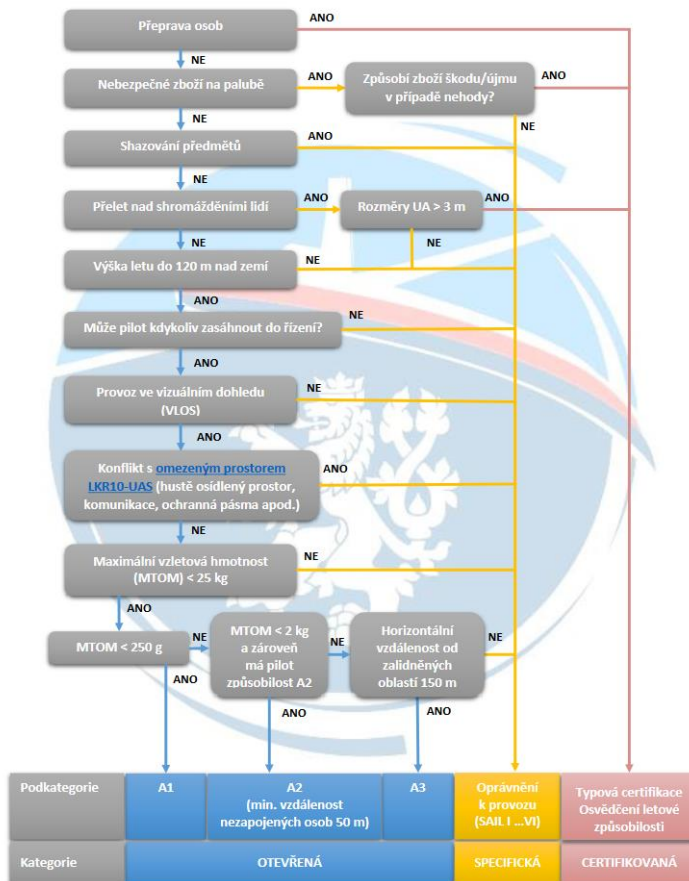 Přeprava osob
ANO
NE
Nebezpečné zboží na palubě
ANO
Způsobí zboží škodu/újmu
v případě nehody?
ANO
NE
NE
Shazování předmětů
ANO
NE
Přelet nad shromážděními lidí
ANO
Rozměry UA > 3 m
ANO
NE
NE
Výška letu do 120 m nad zemí
NE
ANO
Může pilot kdykoliv zasáhnout do řízení?
NE
ANO
Provoz ve vizuálním dohledu
(VLOS)
NE
ANO
Konflikt s omezeným prostorem
LKR10-UAS (hustě osídlený prostor,
komunikace, ochranná pásma apod.)
ANO
NE
Maximální vzletová hmotnost
(MTOM) < 25 kg
NE
ANO
MTOM < 250 g
NE
ANO
MTOM < 2 kg
a zároveň
má pilot
způsobilost A2
NE
ANO
Horizontální
vzdálenost od
zalidněných
oblastí 150 m
NE
ANO
Podkategorie
A1
A2
(min. vzdálenost
nezapojených osob 50 m)
A3
Oprávnění
k provozu
(SAIL I ...VI)
Typová certifikace
Osvědčení letové
způsobilosti
Kategorie
OTEVŘENÁ
SPECIFICKÁ
CERTIFIKOVANÁ